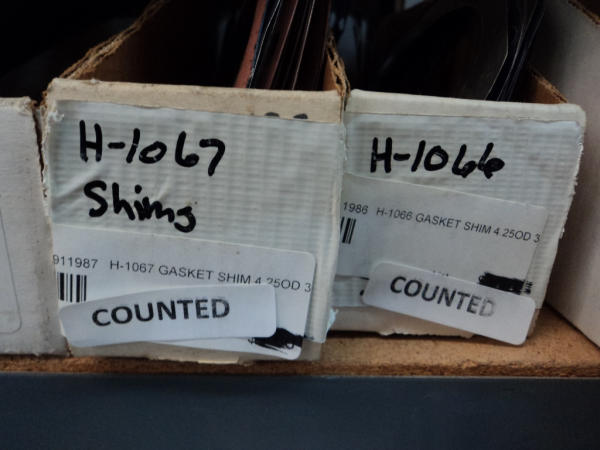 H-1067
Shims
911987 H-1067 GASKET SHIM 4.25OD 3
COUNTED
H-1066
1986 H-1066 GASKET SHIM 4.25OD 3
COUNTED